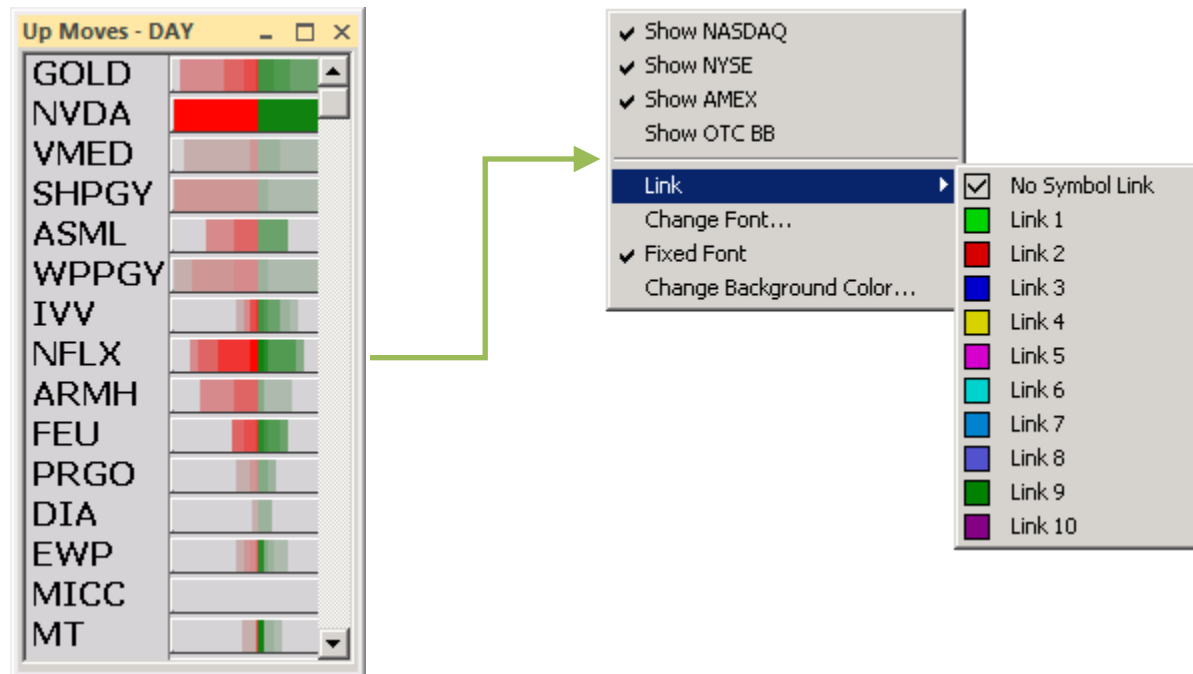 Up Moves - DAY
GOLD
NVDA
VMED
SHPGY
ASML
WPPGY
IVV
NFLX
ARMH
FEU
PRGO
DIA
EWP
MICC
MT
Show NASDAQ
Show NYSE
Show AMEX
Show OTC BB
Link
Change Font...
Fixed Font
Change Background Color...
No Symbol Link
Link 1
Link 2
Link 3
Link 4
Link 5
Link 6
Link 7
Link 8
Link 9
Link 10